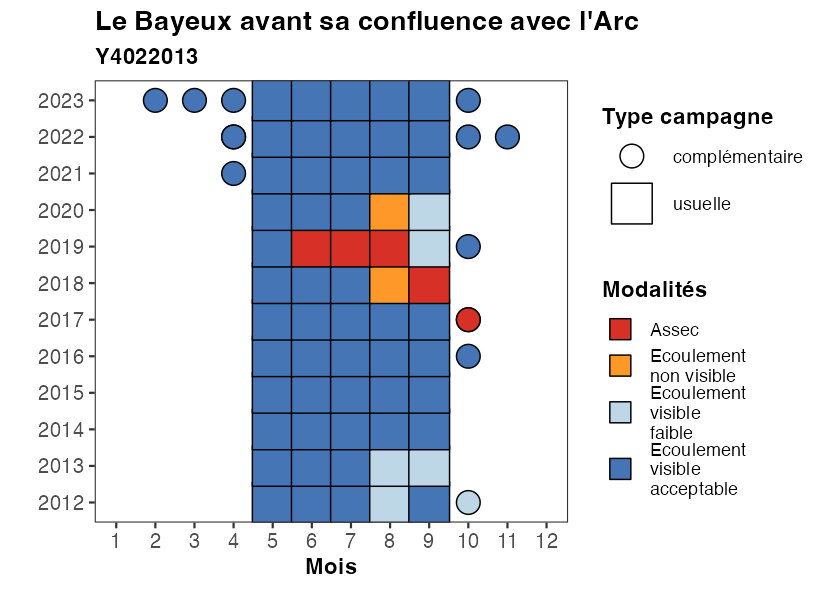 Le Bayeux avant sa confluence avec l'Arc
Y4022013
2023
2022
2021
2020
2019
2018
2017
2016
2015
2014
2013
2012
1 2 3 4 5 6 7 8 9 10 11 12
Mois
Type campagne
complémentaire
usuelle
Modalités
Assec
Ecoulement
non visible
Ecoulement
visible
faible
Ecoulement
visible
acceptable